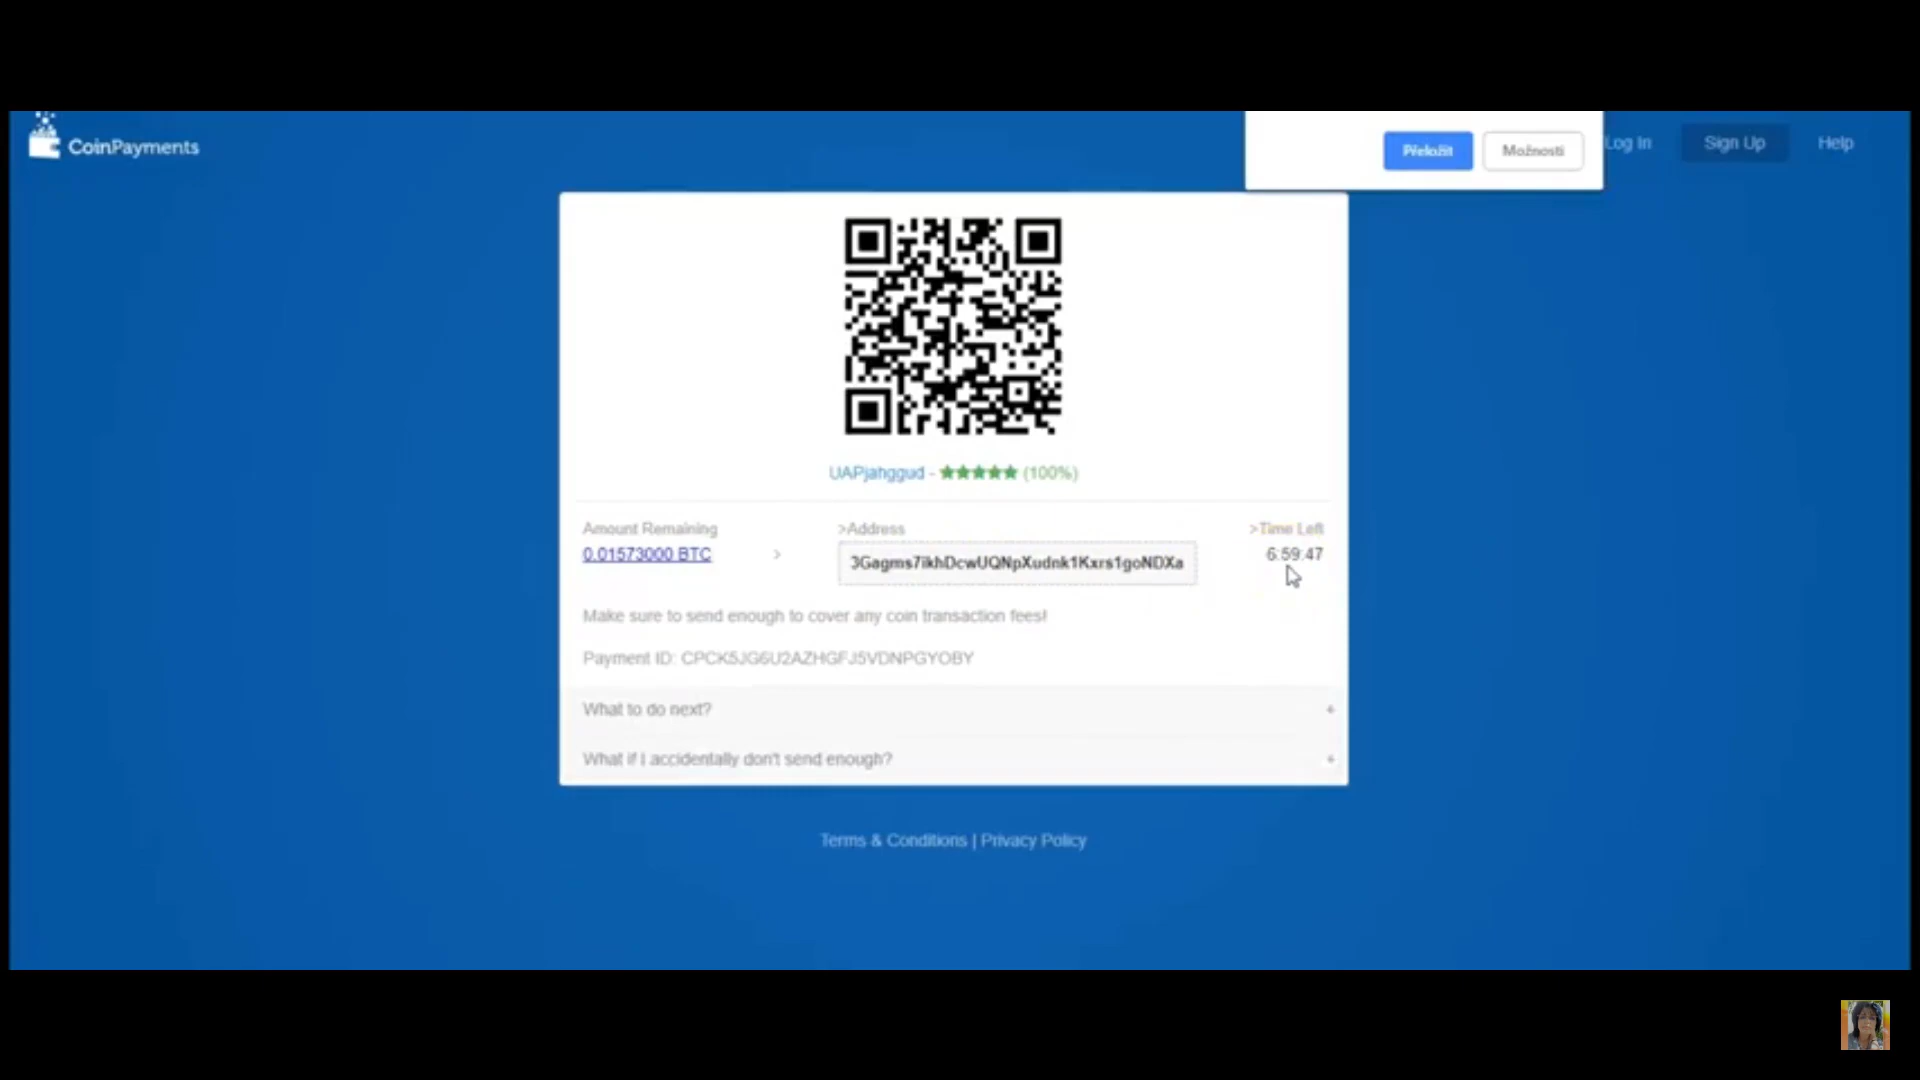 CoinPayments
Přeložit
Možnosti
Log In
Sign Up
Help
UAPjahggud - ★★★★★ (100%)
Amount Remaining
>Address
>Time Left
0.01573000 BTC
>
3Gagms7ikhDcwUQNpXudnk1Kxrs1goNDXa
6:59:47
Make sure to send enough to cover any coin transaction fees!
Payment ID: CPCK5JG6U2AZHGFJ5VDNPGYOBY
What to do next?
+
What if I accidentally don't send enough?
+
Terms & Conditions | Privacy Policy